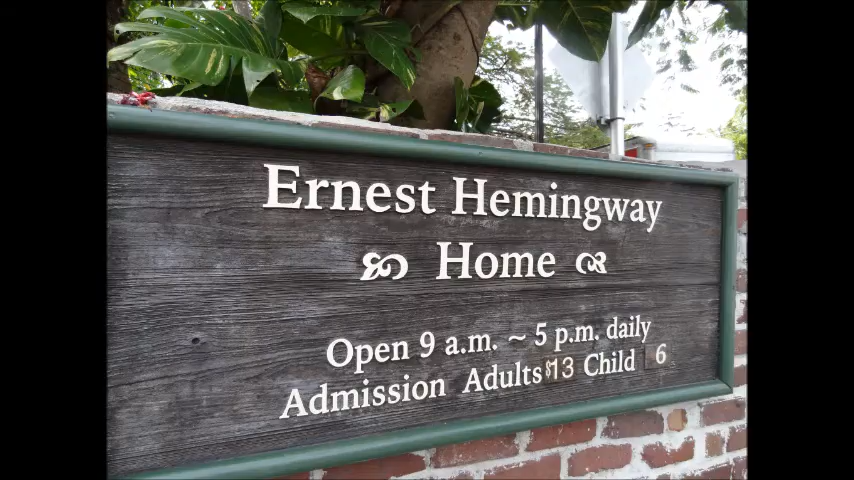 Ernest Hemingway
Home
Open 9 a.m. ~ 5 p.m. daily
Admission Adults $13 Child 6